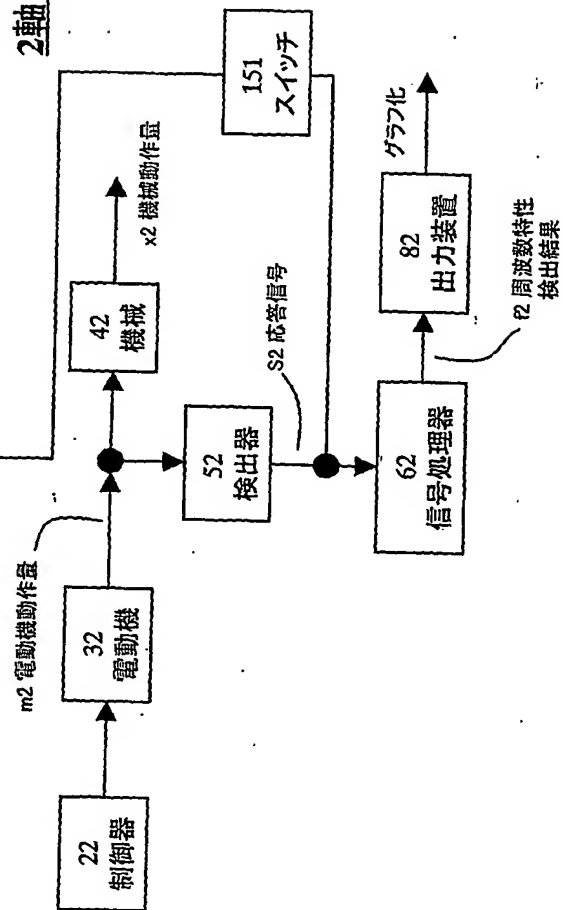 2軸
151
スイッチ
x2 機械動作量
42
機械
グラフ化
82
出力装置
f2 周波数特性
検出結果
S2 応答信号
52
検出器
62
信号処理器
m2 電動機動作量
32
電動機
22
制御器